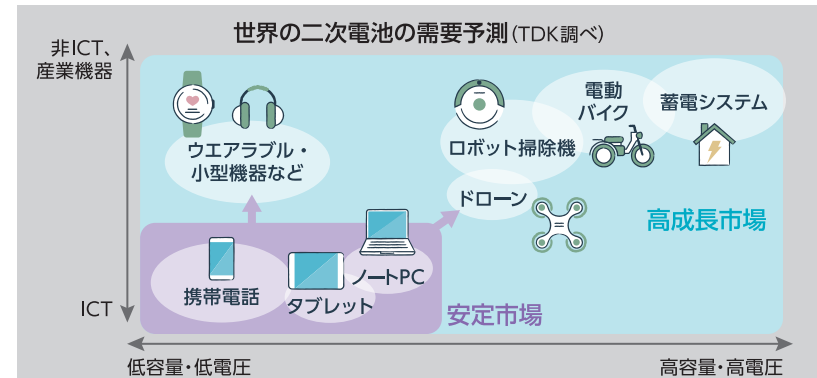 世界の二次電池の需要予測(TDK調べ)
非ICT、
産業機器
ウエアラブル・
小型機器など
ロボット掃除機
電動
バイク
蓄電システム
ドローン
高成長市場
携帯電話
タブレット
ノートPC
安定市場
ICT
低容量・低電圧
高容量・高電圧